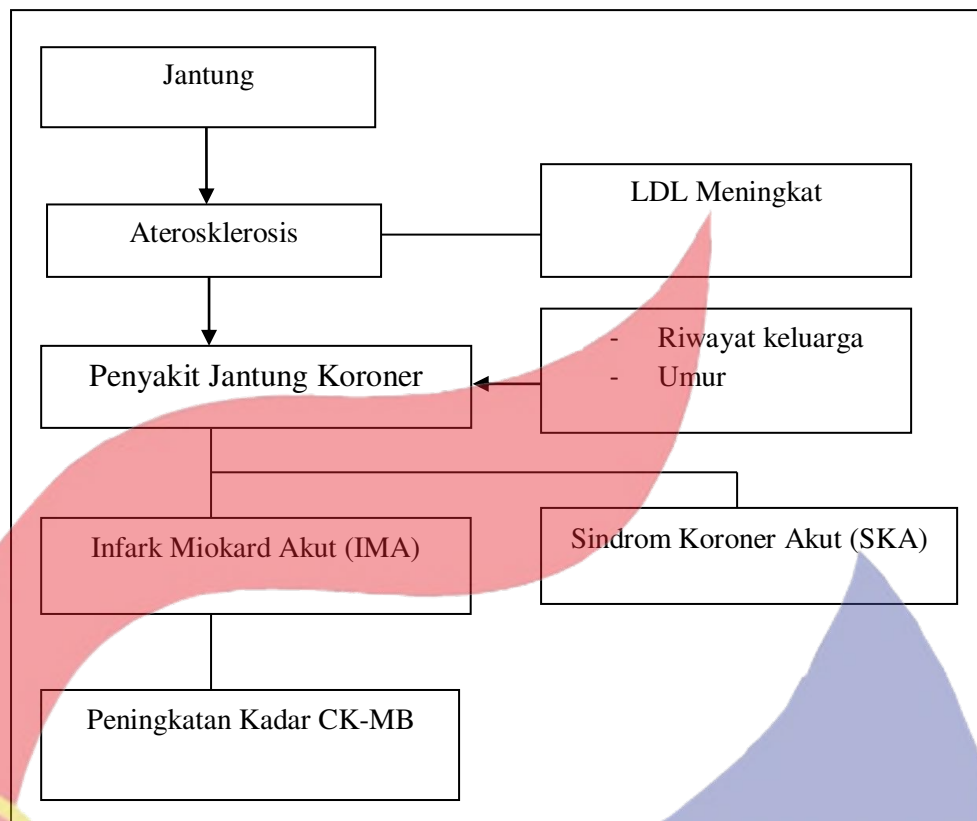 Jantung
Aterosklerosis
LDL Meningkat
Penyakit Jantung Koroner
- Riwayat keluarga
- Umur
Infark Miokard Akut (IMA)
Sindrom Koroner Akut (SKA)
Peningkatan Kadar CK-MB